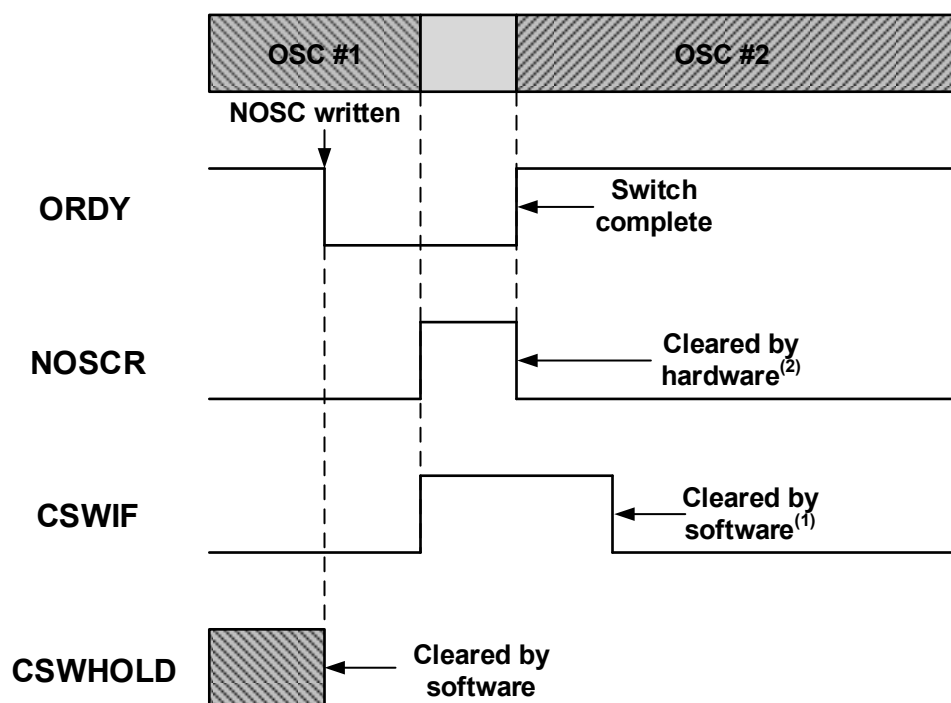 OSC #1
OSC #2
NOSC written
ORDY
Switch
complete
NOSCR
Cleared by
hardware(2)
CSWIF
Cleared by
software(1)
CSWHOLD
Cleared by
software